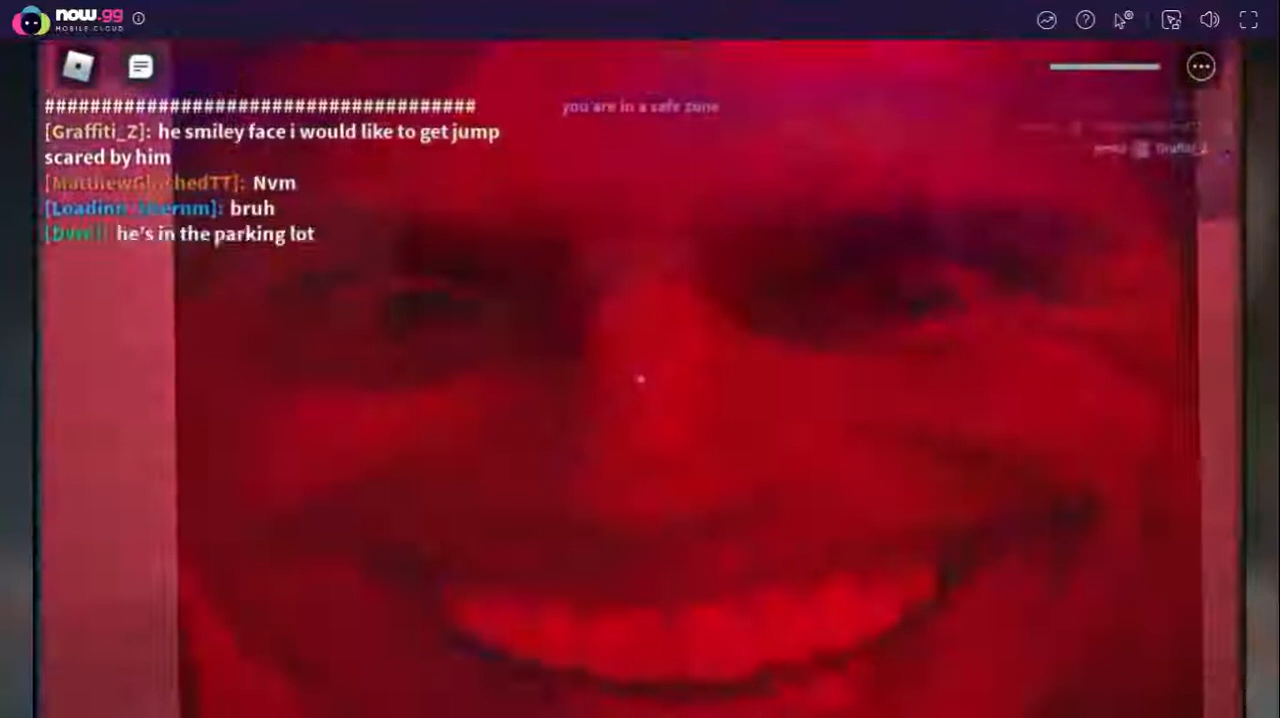 now.gg
MOBILE CLOUD
######################################
you are in a safe zone
[Graffiti_Z]: he smiley face i would like to get jump
scared by him
Graffiti_Z
Nvm
bruh
he's in the parking lot